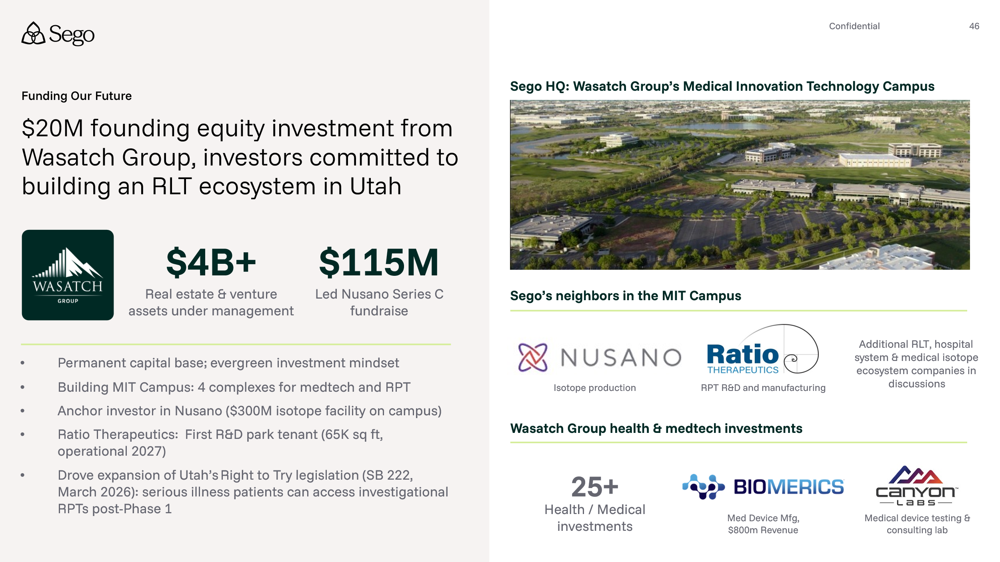 Sego
Confidential
46
Funding Our Future
$20M founding equity investment from
Wasatch Group, investors committed to
building an RLT ecosystem in Utah
WASATCH
GROUP
$4B+
Real estate & venture
assets under management
$115M
Led Nusano Series C
fundraise
• Permanent capital base; evergreen investment mindset
• Building MIT Campus: 4 complexes for medtech and RPT
• Anchor investor in Nusano ($300M isotope facility on campus)
• Ratio Therapeutics:  First R&D park tenant (65K sq ft,
operational 2027)
• Drove expansion of Utah’s Right to Try legislation (SB 222,
March 2026): serious illness patients can access investigational
RPTs post-Phase 1
Sego HQ: Wasatch Group’s Medical Innovation Technology Campus
Sego’s neighbors in the MIT Campus
NUSANO
Isotope production
Ratio
THERAPEUTICS
RPT R&D and manufacturing
Additional RLT, hospital
system & medical isotope
ecosystem companies in
discussions
Wasatch Group health & medtech investments
25+
Health / Medical
investments
BIOMERICS
Med Device Mfg,
$800m Revenue
canyon™
LABS
Medical device testing &
consulting lab